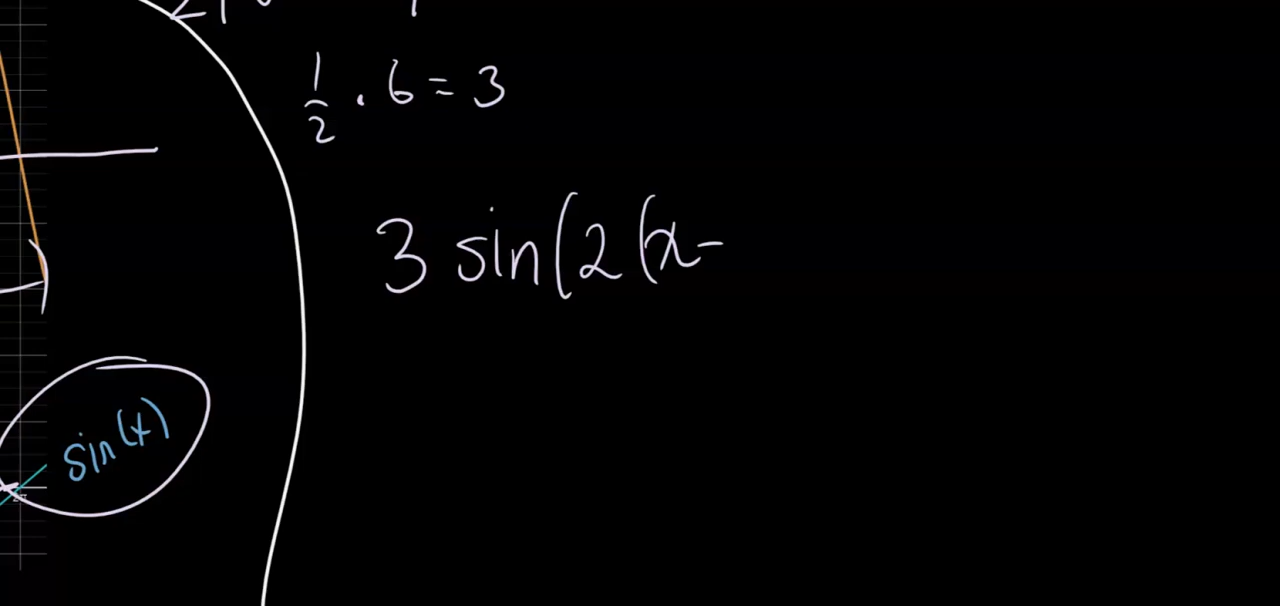 1/2 . 6 = 3
3 sin(2(x-
sin(x)